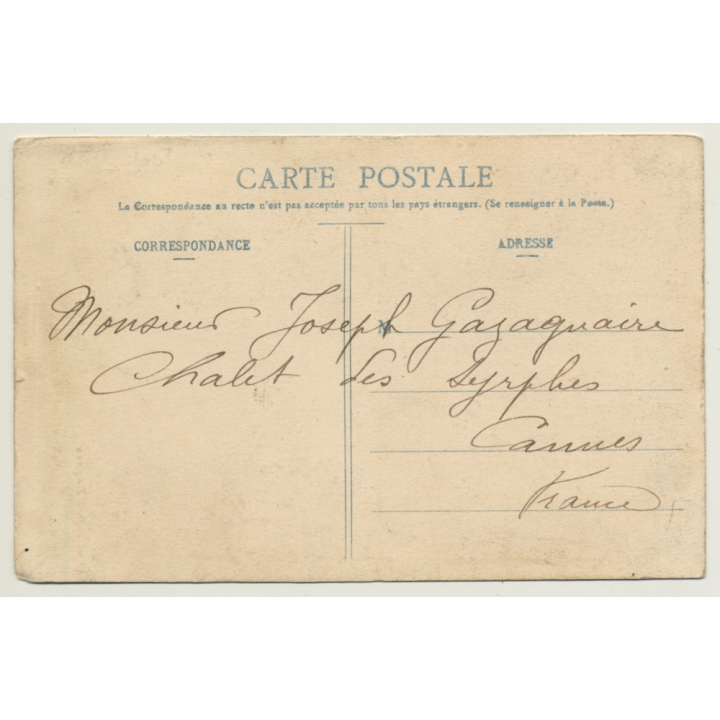 CARTE POSTALE
La Correspondance au recto n'est pas acceptée par tous les pays étrangers. (Se renseigner à la Poste.)
CORRESPONDANCE
ADRESSE
M
Monsieur Joseph Gazagnaire
Chalet des Syrphes
Cannes
France